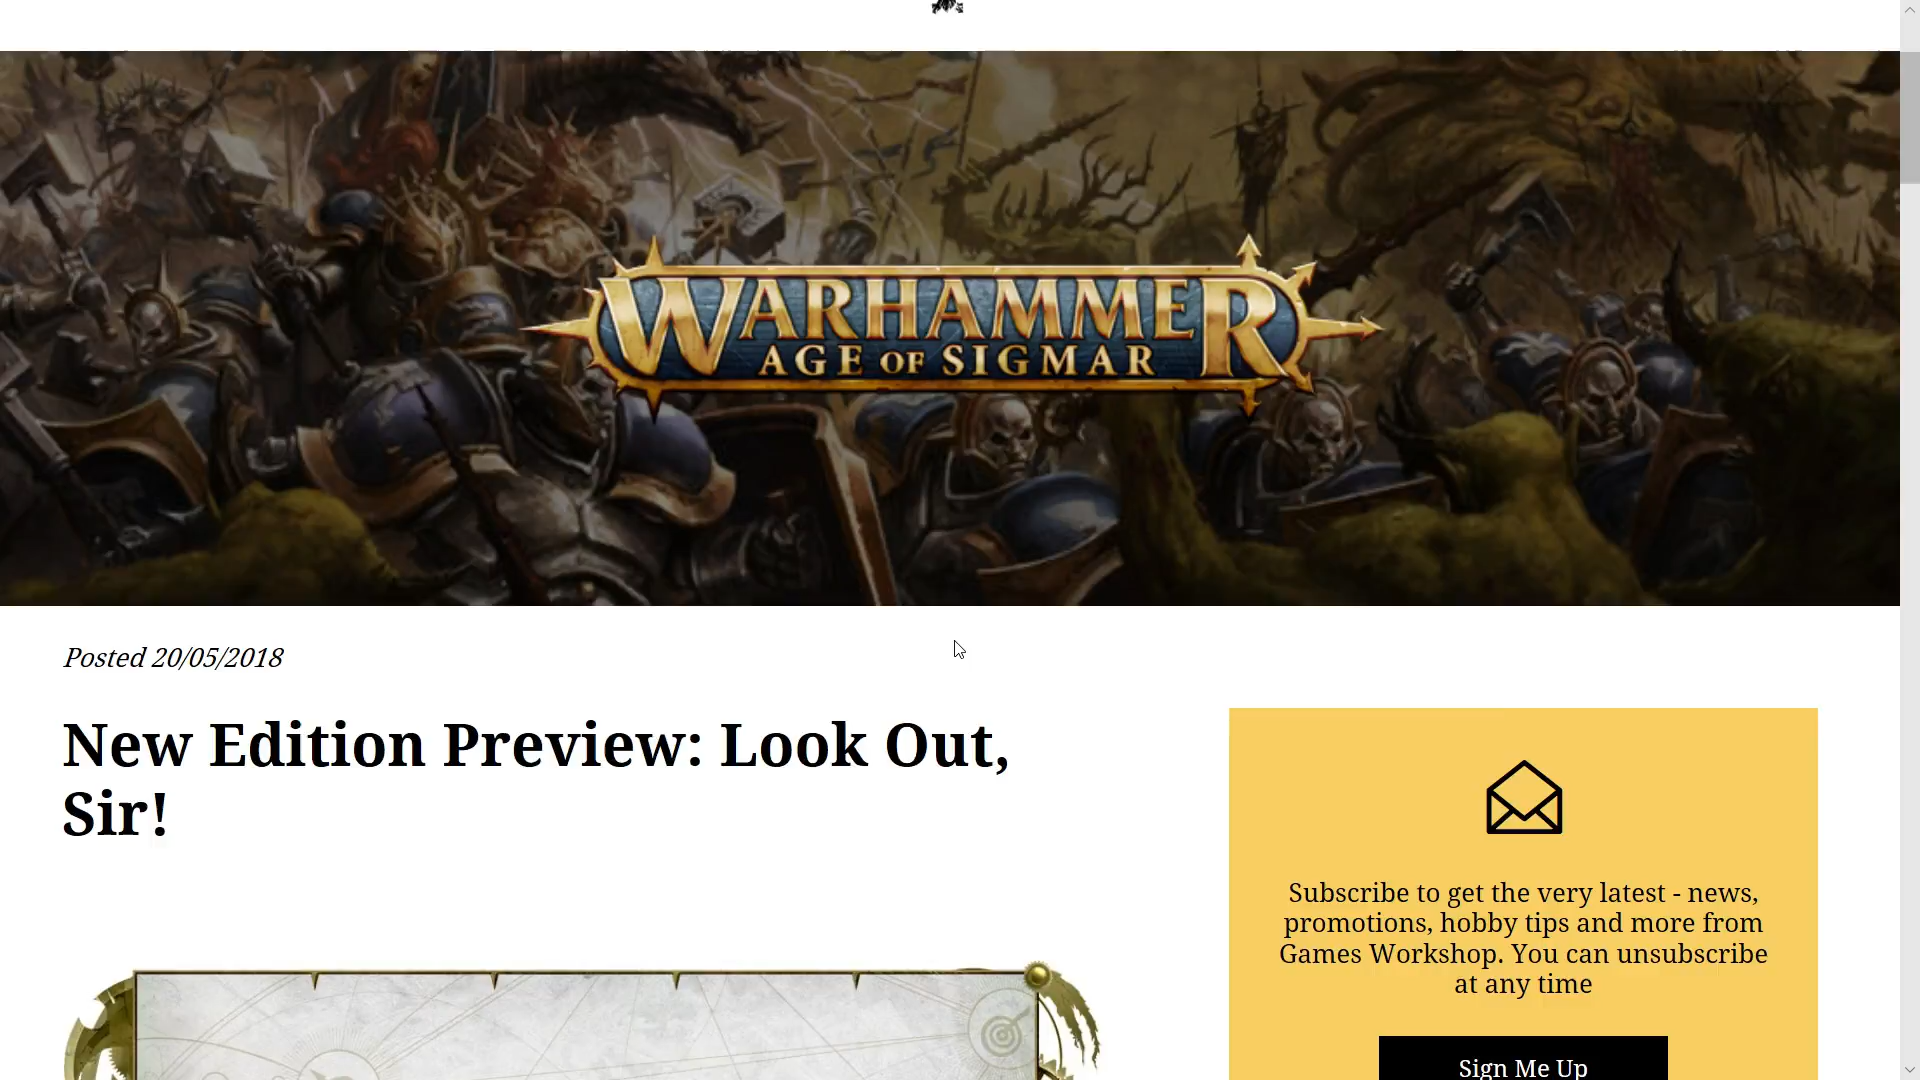 WARHAMMER
AGE OF SIGMAR
Posted 20/05/2018
New Edition Preview: Look Out,
Sir!
Subscribe to get the very latest - news,
promotions, hobby tips and more from
Games Workshop. You can unsubscribe
at any time
Sign Me Up